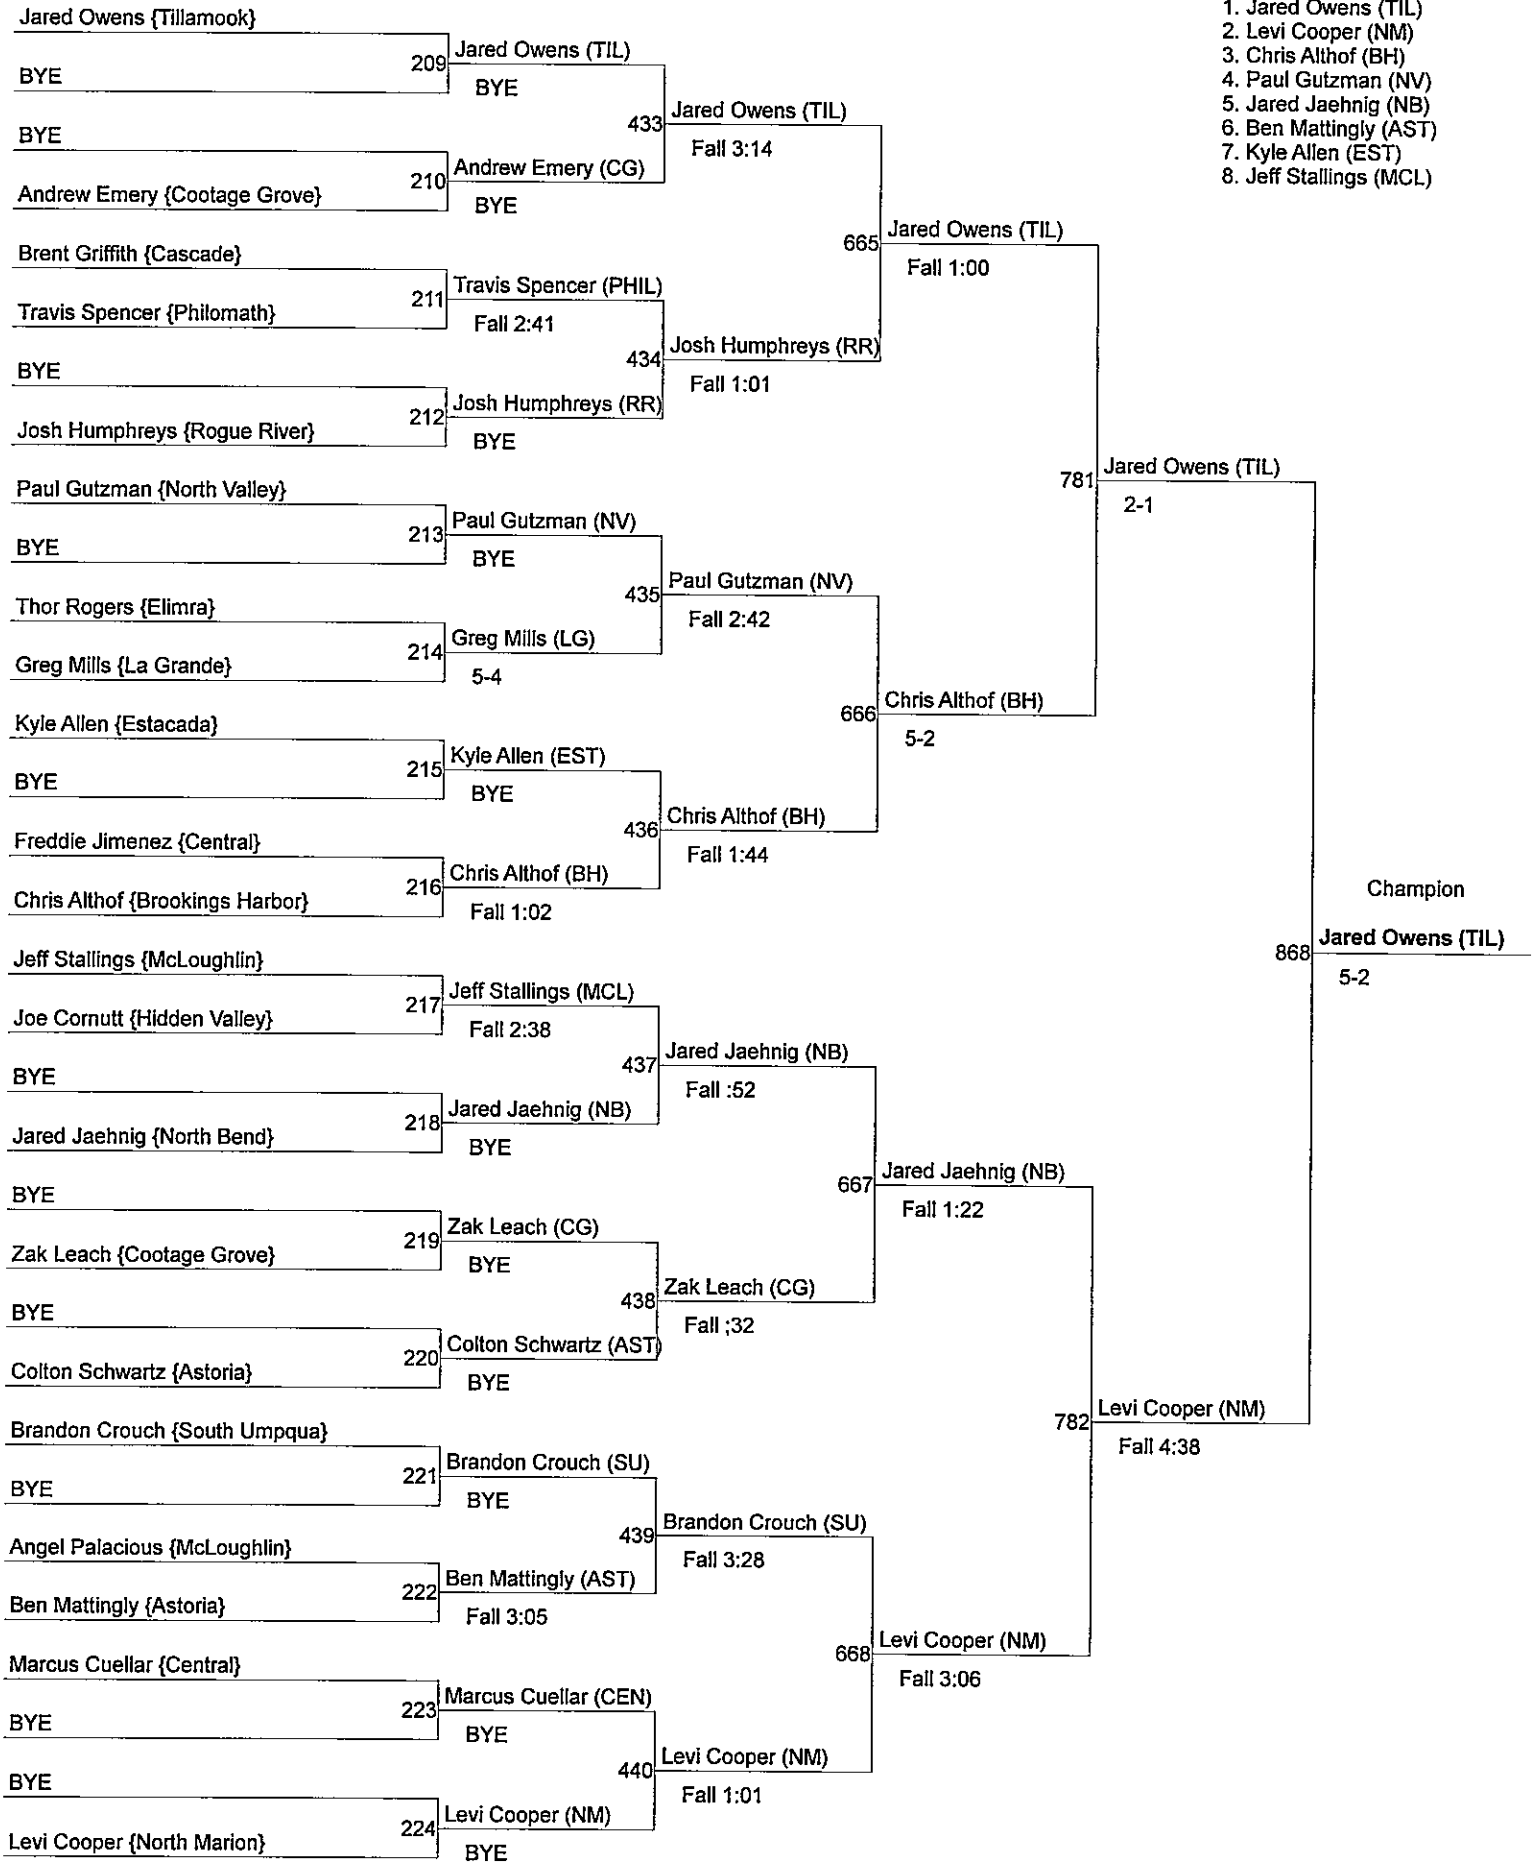 Jared Owens {Tillamook}
BYE
BYE
Andrew Emery {Cootage Grove}
Brent Griffith {Cascade}
Travis Spencer {Philomath}
BYE
Josh Humphreys {Rogue River}
Paul Gutzman {North Valley}
BYE
Thor Rogers {Elimra}
Greg Mills {La Grande}
Kyle Allen {Estacada}
BYE
Freddie Jimenez {Central}
Chris Althof {Brookings Harbor}
Jeff Stallings {McLoughlin}
Joe Cornutt {Hidden Valley}
BYE
Jared Jaehnig {North Bend}
BYE
Zak Leach {Cootage Grove}
BYE
Colton Schwartz {Astoria}
Brandon Crouch {South Umpqua}
BYE
Angel Palacious {McLoughlin}
Ben Mattingly {Astoria}
Marcus Cuellar {Central}
BYE
BYE
Levi Cooper {North Marion}
209 Jared Owens (TIL)
BYE
210 Andrew Emery (CG)
BYE
211 Travis Spencer (PHIL)
Fall 2:41
212 Josh Humphreys (RR)
BYE
213 Paul Gutzman (NV)
BYE
214 Greg Mills (LG)
5-4
215 Kyle Allen (EST)
BYE
216 Chris Althof (BH)
Fall 1:02
217 Jeff Stallings (MCL)
Fall 2:38
218 Jared Jaehnig (NB)
BYE
219 Zak Leach (CG)
BYE
220 Colton Schwartz (AST)
BYE
221 Brandon Crouch (SU)
BYE
222 Ben Mattingly (AST)
Fall 3:05
223 Marcus Cuellar (CEN)
BYE
224 Levi Cooper (NM)
BYE
433 Jared Owens (TIL)
Fall 3:14
434 Josh Humphreys (RR)
Fall 1:01
435 Paul Gutzman (NV)
Fall 2:42
436 Chris Althof (BH)
Fall 1:44
437 Jared Jaehnig (NB)
Fall :52
438 Zak Leach (CG)
Fall ;32
439 Brandon Crouch (SU)
Fall 3:28
440 Levi Cooper (NM)
Fall 1:01
665 Jared Owens (TIL)
Fall 1:00
666 Chris Althof (BH)
5-2
667 Jared Jaehnig (NB)
Fall 1:22
668 Levi Cooper (NM)
Fall 3:06
781 Jared Owens (TIL)
2-1
782 Levi Cooper (NM)
Fall 4:38
Champion
868 Jared Owens (TIL)
5-2
1. Jared Owens (TIL)
2. Levi Cooper (NM)
3. Chris Althof (BH)
4. Paul Gutzman (NV)
5. Jared Jaehnig (NB)
6. Ben Mattingly (AST)
7. Kyle Allen (EST)
8. Jeff Stallings (MCL)